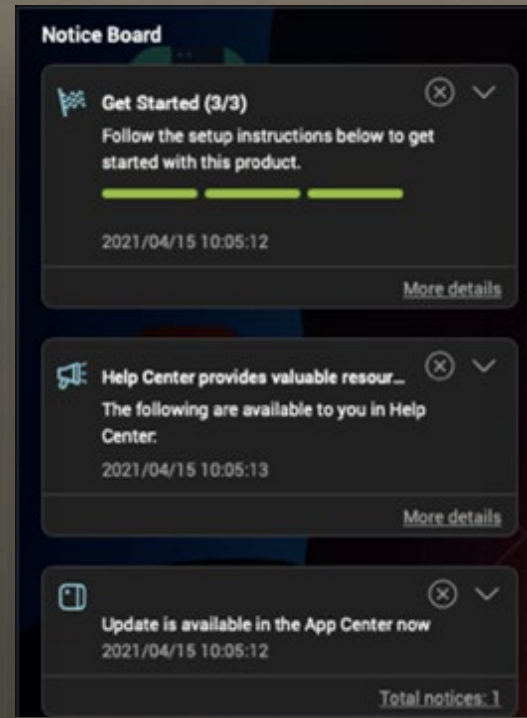 Notice Board
Get Started (3/3)
Follow the setup instructions below to get
started with this product.
2021/04/15 10:05:12
More details
Help Center provides valuable resour...
The following are available to you in Help
Center:
2021/04/15 10:05:13
More details
Update is available in the App Center now
2021/04/15 10:05:12
Total notices: 1